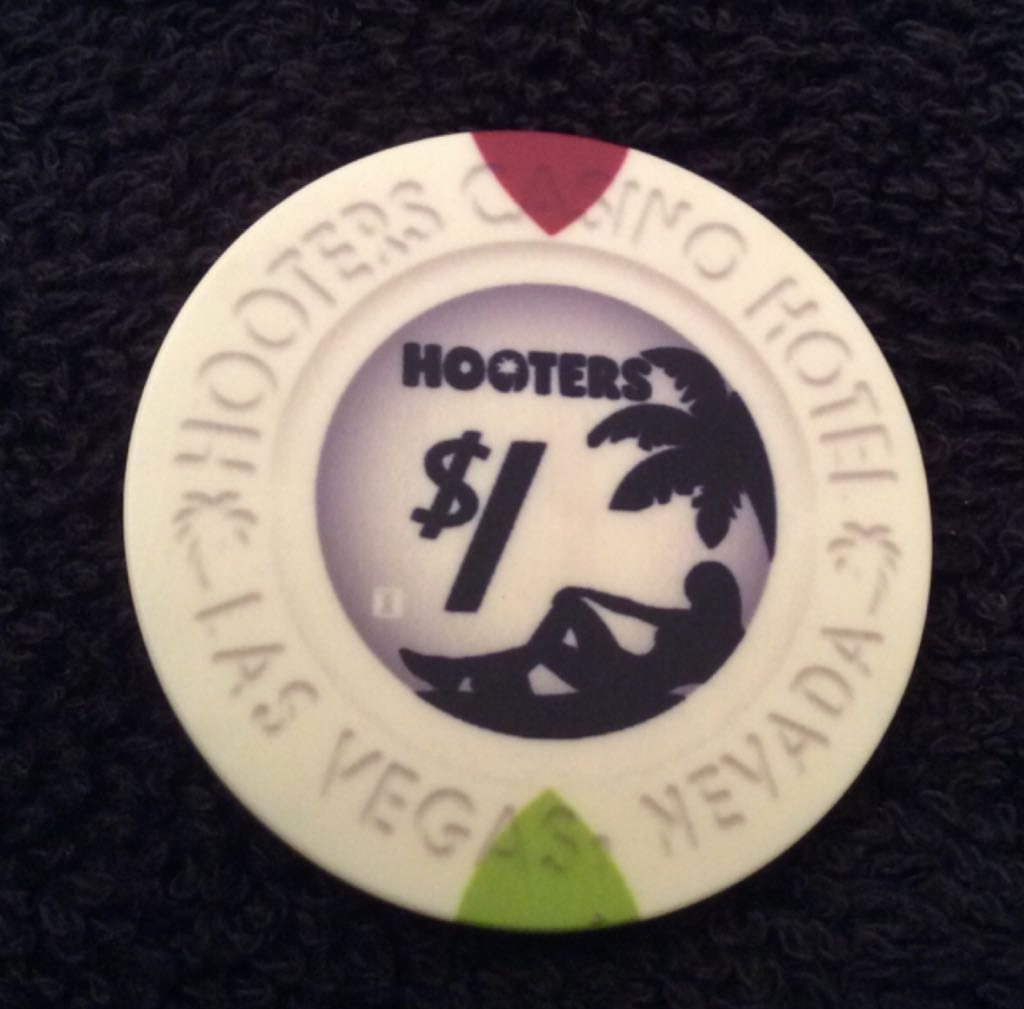 HOOTERS CASINO HOTEL
HOOTERS
$1
LAS VEGAS, NEVADA